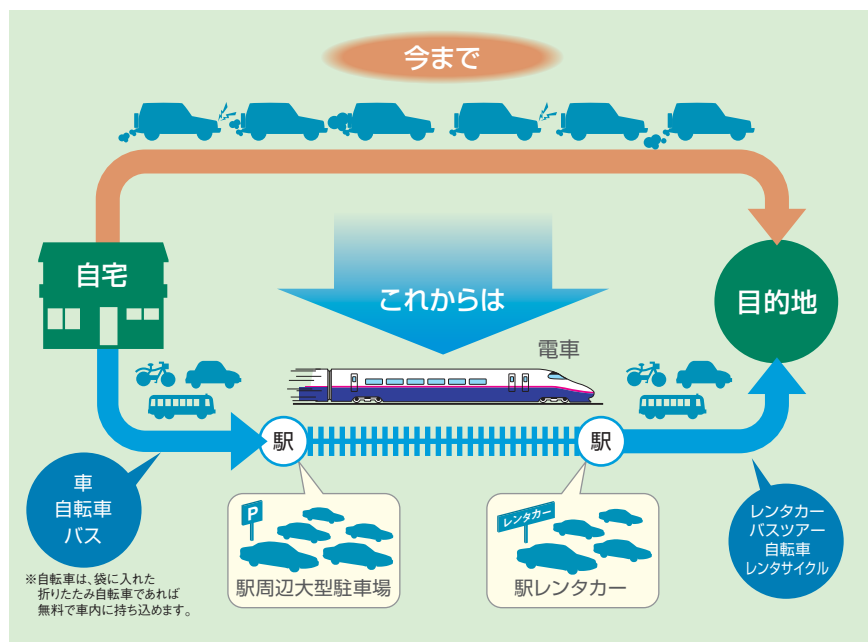 今まで
自宅
これからは
目的地
電車
駅
駅
車
自転車
バス
※自転車は、袋に入れた
折りたたみ自転車であれば
無料で車内に持ち込めます。
P
駅周辺大型駐車場
レンタカー
駅レンタカー
レンタカー
バスツアー
自転車
レンタサイクル